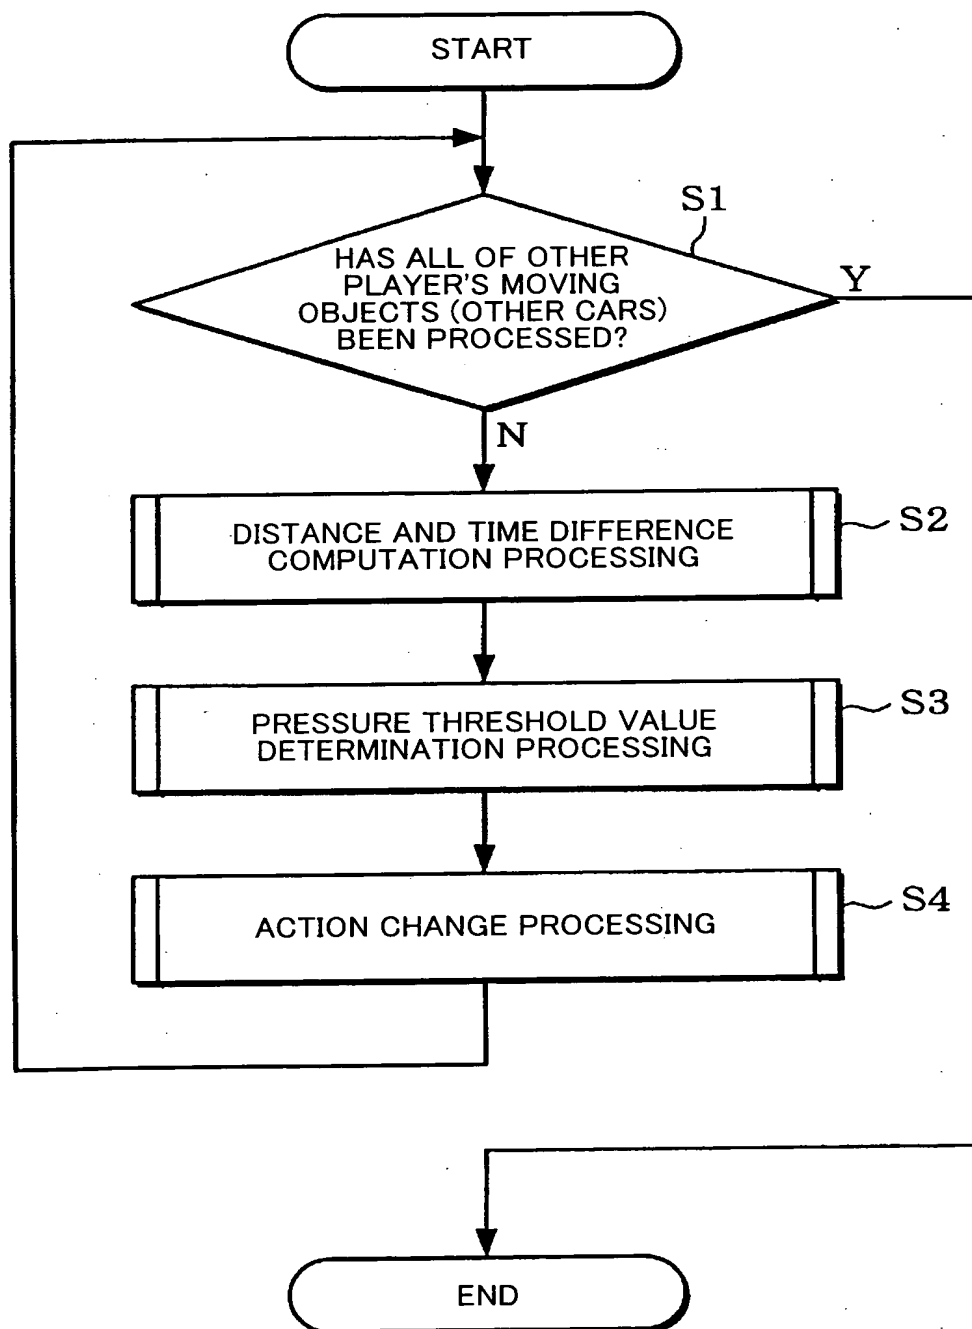 START
S1
HAS ALL OF OTHER
PLAYER'S MOVING
OBJECTS (OTHER CARS)
BEEN PROCESSED?
Y
N
DISTANCE AND TIME DIFFERENCE
COMPUTATION PROCESSING
S2
PRESSURE THRESHOLD VALUE
DETERMINATION PROCESSING
S3
ACTION CHANGE PROCESSING
S4
END